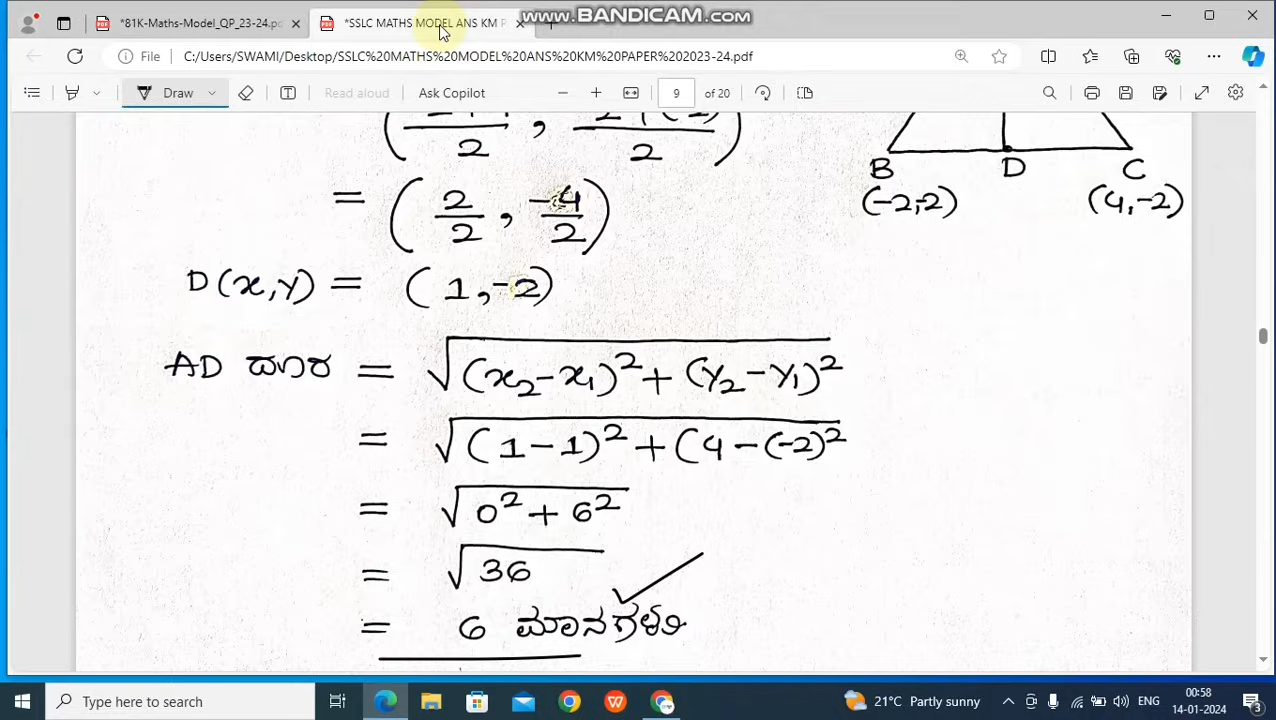 www.BANDICAM.com
*81K-Maths-Model_QP_23-24.pd
*SSLC MATHS MODEL ANS KM P
File C:/Users/SWAMI/Desktop/SSLC%20MATHS%20MODEL%20ANS%20KM%20PAPER%202023-24.pdf
Draw Read aloud Ask Copilot 9 of 20
2 , 2
B D C
(-2,-2) (4,-2)
= ( 2/2 , -4/2 )
D(x,y) = ( 1,-2)
AD ದೂರ = √(x₂-x₁)²+(y₂-y₁)²
= √(1-1)²+(4-(-2)²
= √0²+6²
= √36
= 6 ಮಾನಗಳು
Type here to search
21°C Partly sunny
ENG
00:58
14-01-2024
3